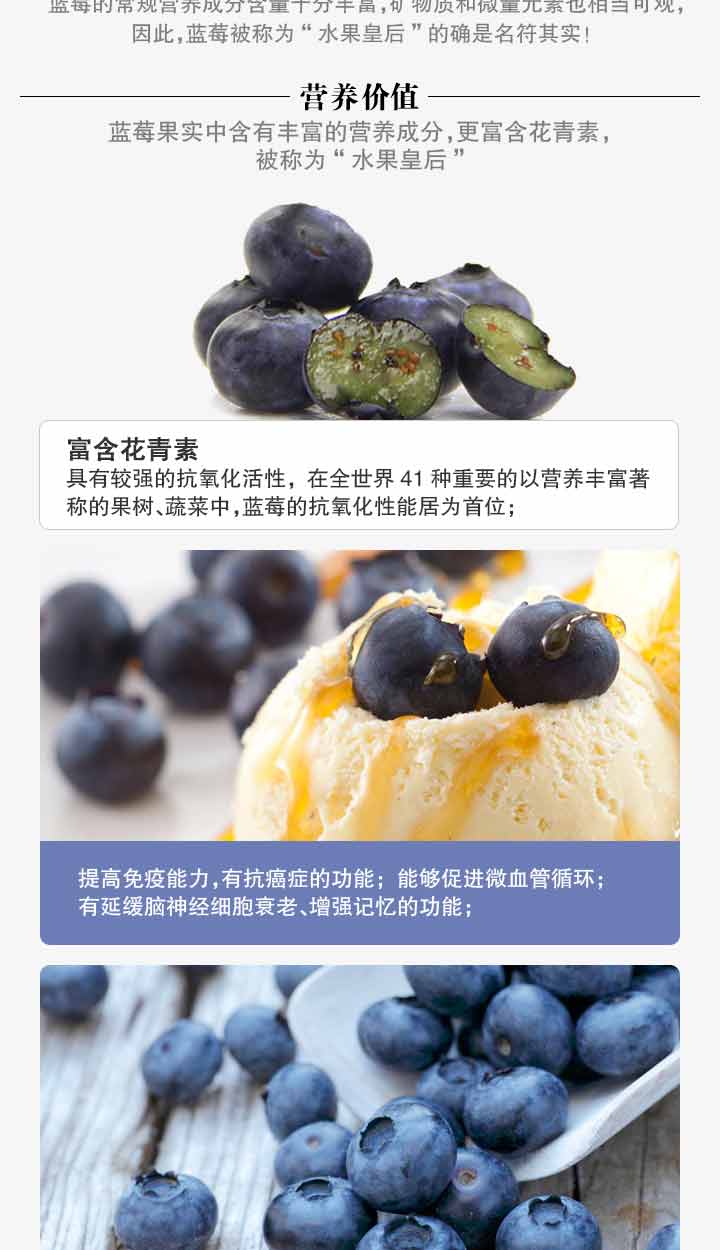 蓝莓的常规营养成分含量十分丰富,矿物质和微量元素也相当可观,
因此,蓝莓被称为“水果皇后”的确是名符其实!
营养价值
蓝莓果实中含有丰富的营养成分,更富含花青素,
被称为“水果皇后”
富含花青素
具有较强的抗氧化活性, 在全世界 41 种重要的以营养丰富著
称的果树、蔬菜中,蓝莓的抗氧化性能居为首位;
提高免疫能力,有抗癌症的功能; 能够促进微血管循环;
有延缓脑神经细胞衰老、增强记忆的功能;